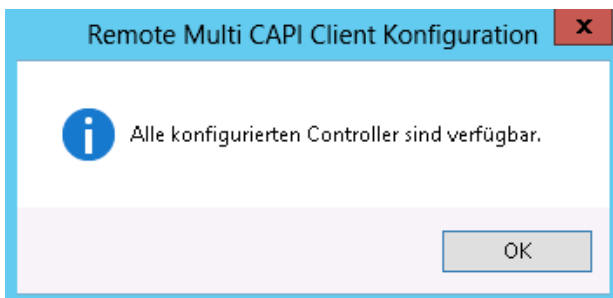 Remote Multi CAPI Client Konfiguration
x
Alle konfigurierten Controller sind verfügbar.
OK